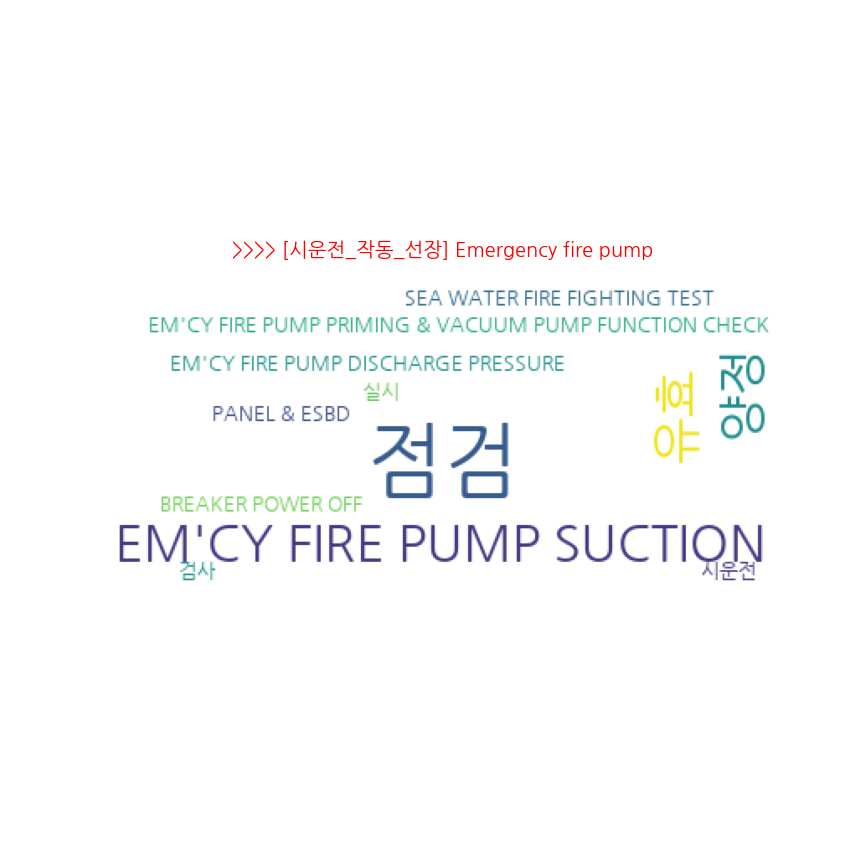 >>>> [시운전_작동_선장] Emergency fire pump
SEA WATER FIRE FIGHTING TEST
EM'CY FIRE PUMP PRIMING & VACUUM PUMP FUNCTION CHECK
EM'CY FIRE PUMP DISCHARGE PRESSURE
양정
유효
실시
PANEL & ESBD
점검
BREAKER POWER OFF
EM'CY FIRE PUMP SUCTION
검사
시운전